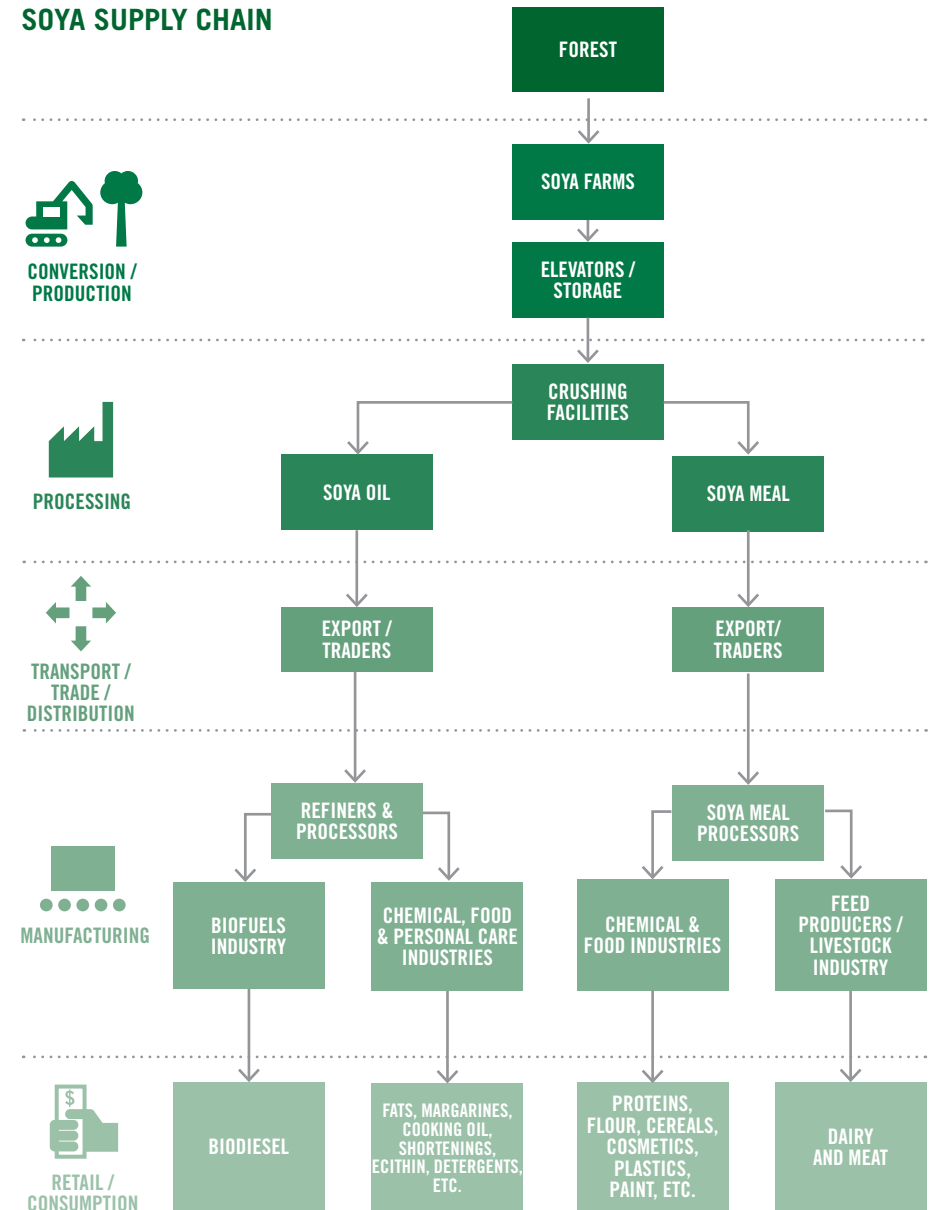 SOYA SUPPLY CHAIN
FOREST
SOYA FARMS
CONVERSION /
PRODUCTION
ELEVATORS /
STORAGE
CRUSHING
FACILITIES
PROCESSING
SOYA OIL
SOYA MEAL
TRANSPORT /
TRADE /
DISTRIBUTION
EXPORT /
TRADERS
EXPORT/
TRADERS
REFINERS &
PROCESSORS
SOYA MEAL
PROCESSORS
MANUFACTURING
BIOFUELS
INDUSTRY
CHEMICAL, FOOD
& PERSONAL CARE
INDUSTRIES
CHEMICAL &
FOOD INDUSTRIES
FEED
PRODUCERS /
LIVESTOCK
INDUSTRY
$
RETAIL /
CONSUMPTION
BIODIESEL
FATS, MARGARINES,
COOKING OIL,
SHORTENINGS,
ECITHIN, DETERGENTS,
ETC.
PROTEINS,
FLOUR, CEREALS,
COSMETICS,
PLASTICS,
PAINT, ETC.
DAIRY
AND MEAT